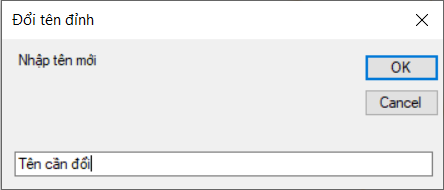 Đổi tên đỉnh
Nhập tên mới
OK
Cancel
Tên cần đổi